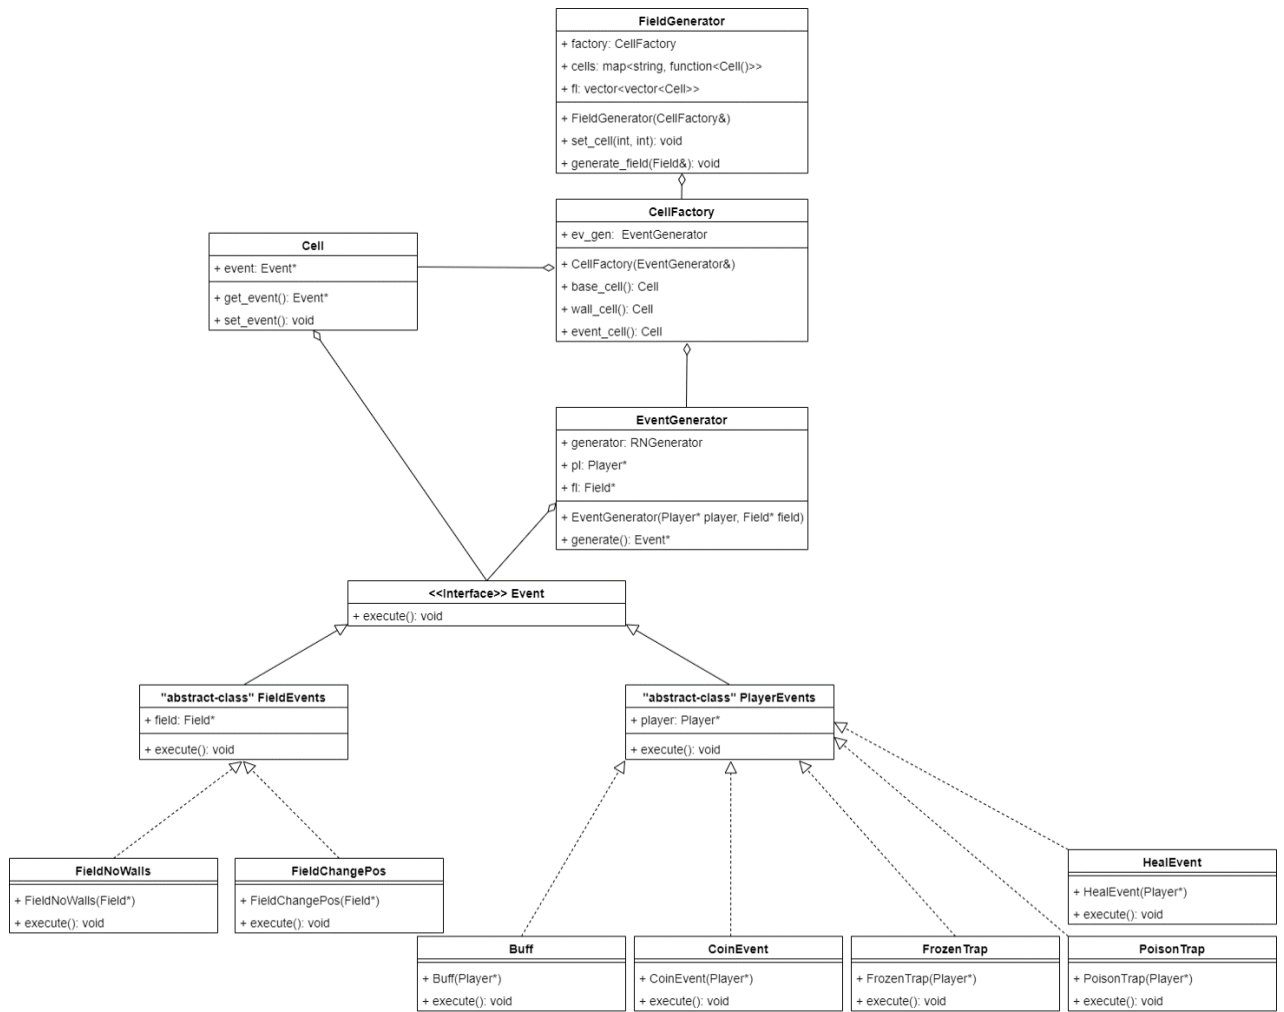 FieldGenerator
+ factory: CellFactory
+ cells: map<string, function<Cell()>>
+ fl: vector<vector<Cell>>
+ FieldGenerator(CellFactory&)
+ set_cell(int, int): void
+ generate_field(Field&): void
CellFactory
+ ev_gen:  EventGenerator
+ CellFactory(EventGenerator&)
+ base_cell(): Cell
+ wall_cell(): Cell
+ event_cell(): Cell
Cell
+ event: Event*
+ get_event(): Event*
+ set_event(): void
EventGenerator
+ generator: RNGenerator
+ pl: Player*
+ fl: Field*
+ EventGenerator(Player* player, Field* field)
+ generate(): Event*
<<Interface>> Event
+ execute(): void
"abstract-class" FieldEvents
+ field: Field*
+ execute(): void
"abstract-class" PlayerEvents
+ player: Player*
+ execute(): void
FieldNoWalls
+ FieldNoWalls(Field*)
+ execute(): void
FieldChangePos
+ FieldChangePos(Field*)
+ execute(): void
HealEvent
+ HealEvent(Player*)
+ execute(): void
Buff
+ Buff(Player*)
+ execute(): void
CoinEvent
+ CoinEvent(Player*)
+ execute(): void
FrozenTrap
+ FrozenTrap(Player*)
+ execute(): void
PoisonTrap
+ PoisonTrap(Player*)
+ execute(): void